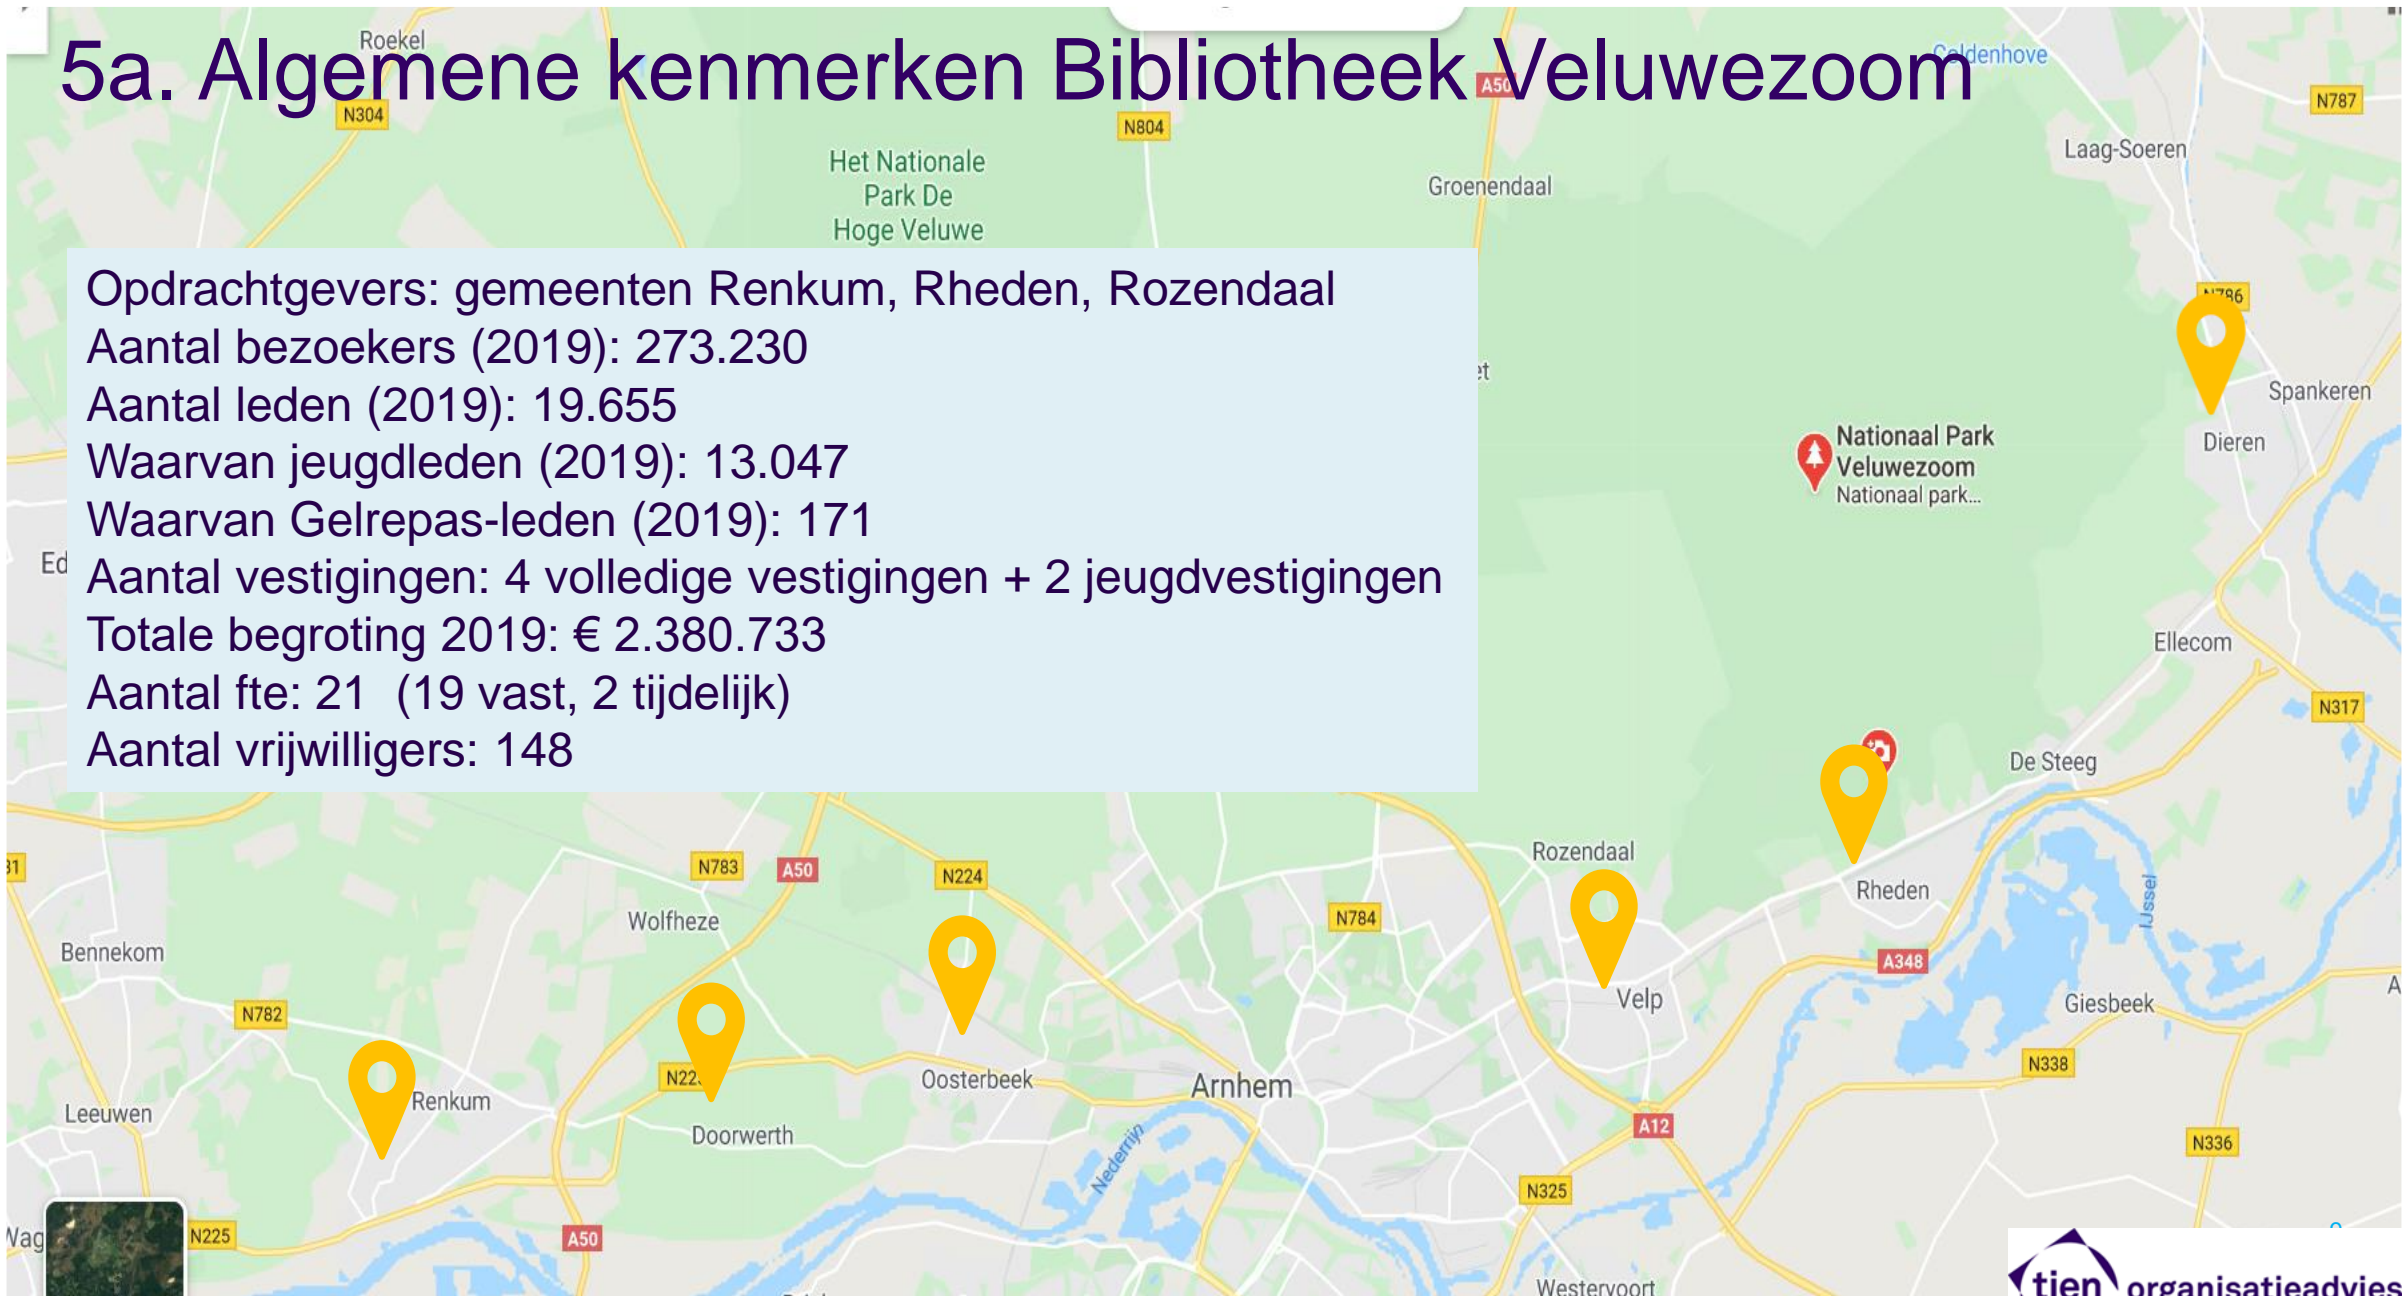 Roekel
5a. Algemene kenmerken Bibliotheek Veluwezoom
A50
N304
N804
N787
Laag-Soeren
Het Nationale
Park De
Hoge Veluwe
Groenendaal
Opdrachtgevers: gemeenten Renkum, Rheden, Rozendaal
Aantal bezoekers (2019): 273.230
Aantal leden (2019): 19.655
Waarvan jeugdleden (2019): 13.047
Waarvan Gelrepas-leden (2019): 171
Aantal vestigingen: 4 volledige vestigingen + 2 jeugdvestigingen
Totale begroting 2019: € 2.380.733
Aantal fte: 21 (19 vast, 2 tijdelijk)
Aantal vrijwilligers: 148
Spankeren
Nationaal Park
Veluwezoom
Nationaal park...
Dieren
Ellecom
N317
De Steeg
Rozendaal
N783
A50
N224
Rheden
IJssel
Wolfheze
N784
Bennekom
A348
Velp
Giesbeek
N782
N338
Oosterbeek
Arnhem
Renkum
Leeuwen
Doorwerth
A12
Nederrijn
N336
N325
N225
A50
Westervoort
tien organisatieadvies